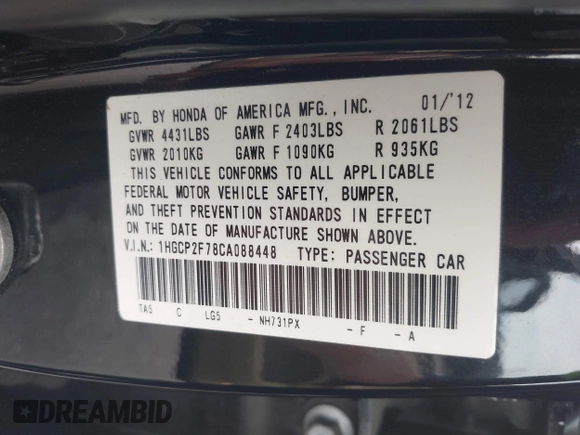 MFD. BY HONDA OF AMERICA MFG., INC. 01/'12
GVWR 4431LBS GAWR F 2403LBS R 2061LBS
GVWR 2010KG GAWR F 1090KG R 935KG
THIS VEHICLE CONFORMS TO ALL APPLICABLE
FEDERAL MOTOR VEHICLE SAFETY, BUMPER,
AND THEFT PREVENTION STANDARDS IN EFFECT
ON THE DATE OF MANUFACTURE SHOWN ABOVE.
V.I.N.: 1HGCP2F78CA088448 TYPE: PASSENGER CAR
TA5 C LG5 - NH731PX - F - A
DREAMBID